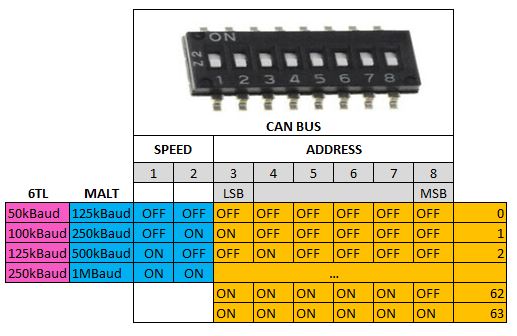 ON
ZZ
1 2 3 4 5 6 7 8
CAN BUS
SPEED ADDRESS
1 2 3 4 5 6 7 8
6TL MALT LSB MSB
50kBaud 125kBaud OFF OFF OFF OFF OFF OFF OFF OFF 0
100kBaud 250kBaud OFF ON ON OFF OFF OFF OFF OFF 1
125kBaud 500kBaud ON OFF OFF ON OFF OFF OFF OFF 2
250kBaud 1MBaud ON ON ...
ON ON ON ON ON OFF 62
ON ON ON ON ON ON 63